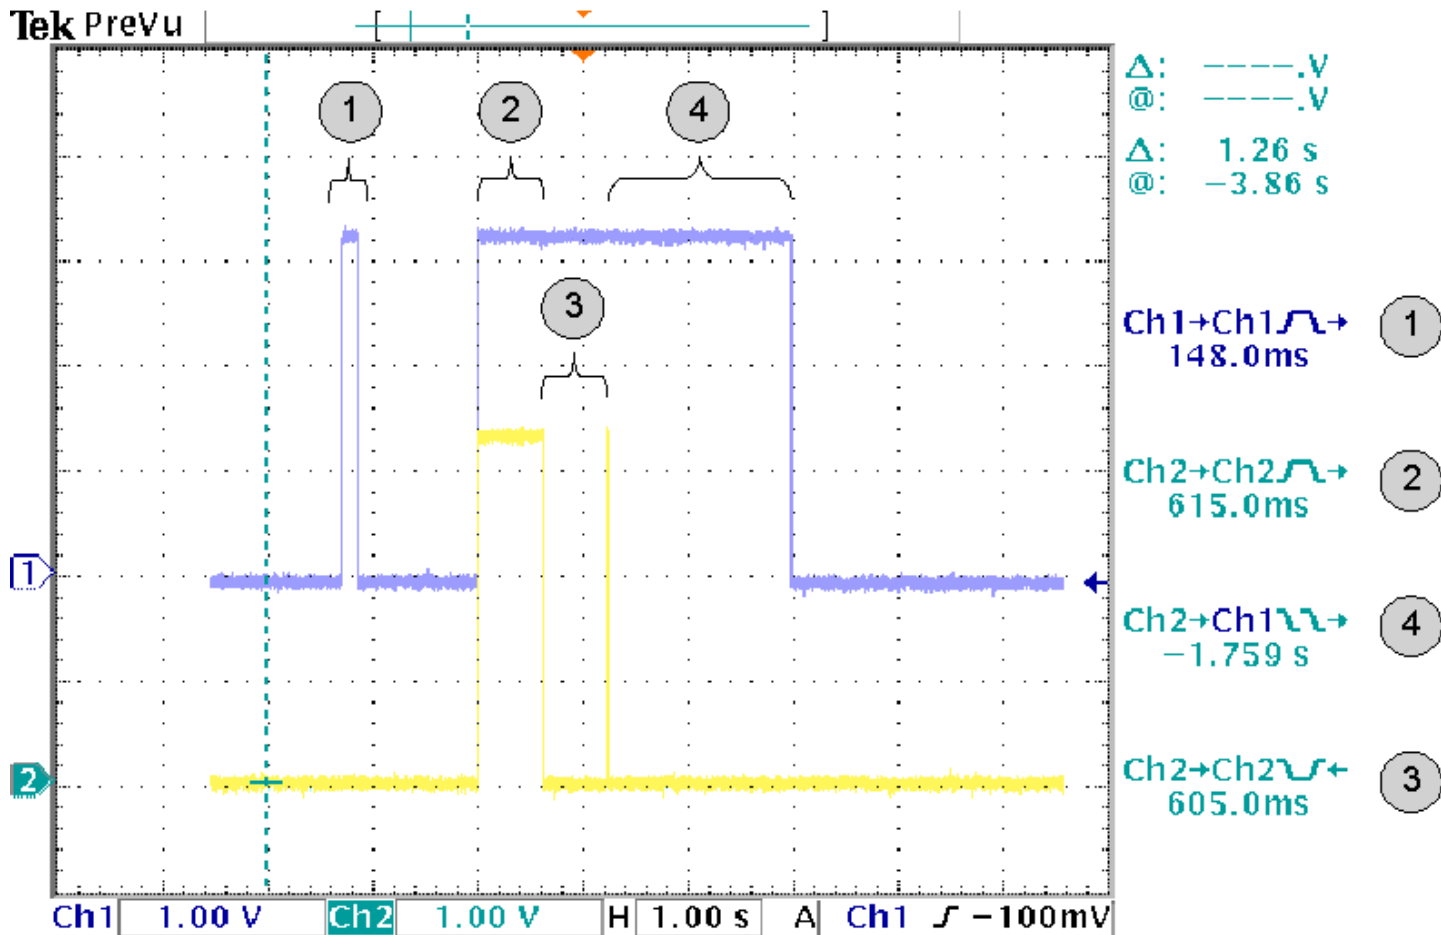 Tek PreVu
[ ]
1 2 4
Δ: ----.V
@: ----.V
Δ: 1.26 s
@: -3.86 s
3
Ch1→Ch1 → 1
148.0ms
Ch2→Ch2 → 2
615.0ms
1
Ch2→Ch1 → 4
-1.759 s
2
Ch2→Ch2 ← 3
605.0ms
Ch1 1.00 V Ch2 1.00 V H 1.00 s A Ch1 -100mV